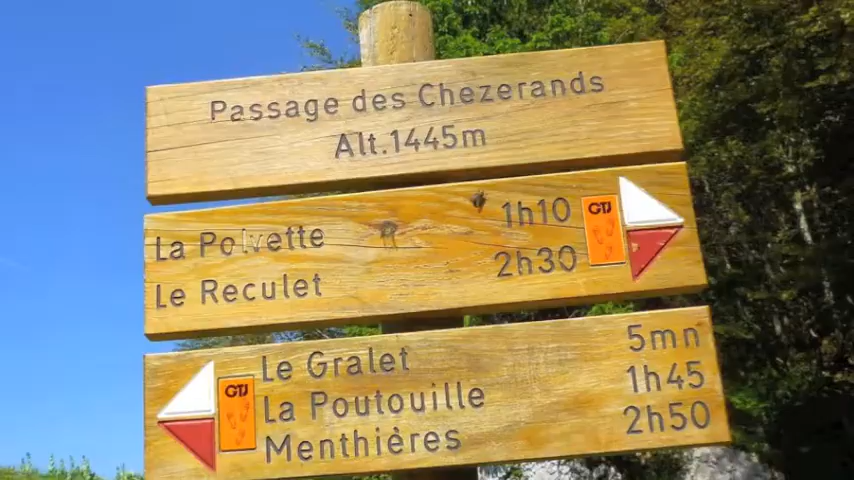 Passage des Chezerands
Alt.1445m
La Polvette 1h10
Le Reculet 2h30
GTJ
Le Gralet 5mn
La Poutouille 1h45
Menthières 2h50
GTJ